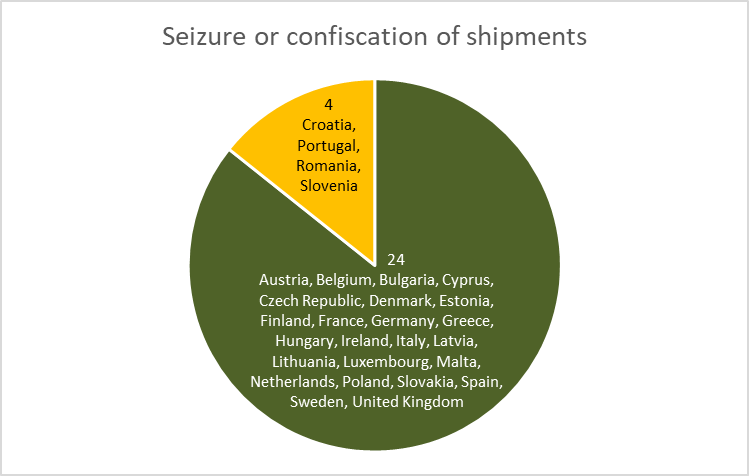 Seizure or confiscation of shipments
4
Croatia,
Portugal,
Romania,
Slovenia
24
Austria, Belgium, Bulgaria, Cyprus,
Czech Republic, Denmark, Estonia,
Finland, France, Germany, Greece,
Hungary, Ireland, Italy, Latvia,
Lithuania, Luxembourg, Malta,
Netherlands, Poland, Slovakia, Spain,
Sweden, United Kingdom